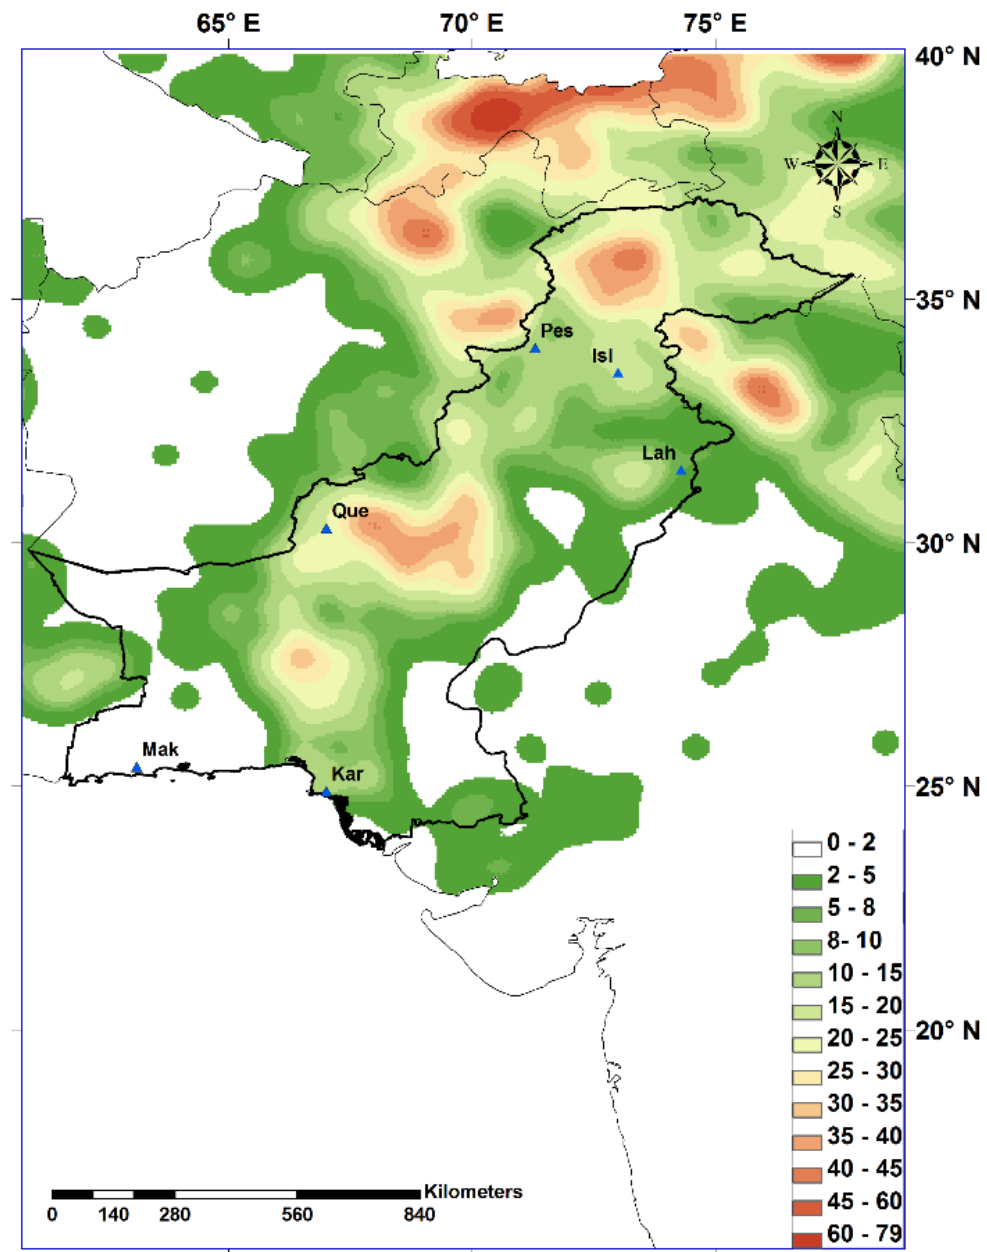 65° E 70° E 75° E
40° N
N
W E
S
35° N
Pes
Isl
Lah
Que
30° N
Mak
Kar
25° N
0 - 2
2 - 5
5 - 8
8- 10
10 - 15
15 - 20
20° N
20 - 25
25 - 30
30 - 35
35 - 40
40 - 45
45 - 60
60 - 79
Kilometers
0 140 280 560 840